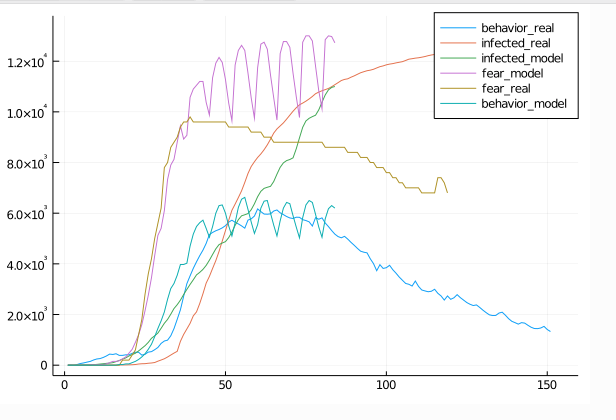 behavior_real
infected_real
infected_model
fear_model
fear_real
behavior_model
1.2×10⁴
1.0×10⁴
8.0×10³
6.0×10³
4.0×10³
2.0×10³
0
0 50 100 150